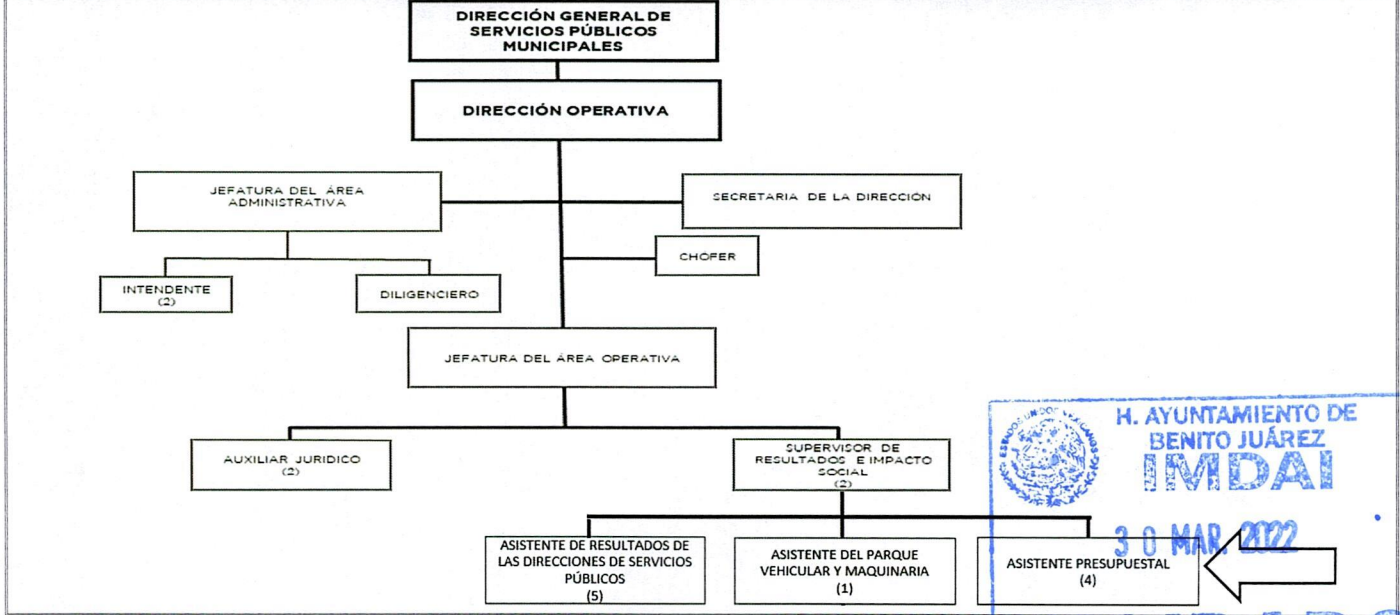 DIRECCIÓN GENERAL DE
SERVICIOS PÚBLICOS
MUNICIPALES
DIRECCIÓN OPERATIVA
JEFATURA DEL ÁREA
ADMINISTRATIVA
SECRETARIA DE LA DIRECCIÓN
CHÓFER
INTENDENTE
(2)
DILIGENCIERO
JEFATURA DEL ÁREA OPERATIVA
AUXILIAR JURIDICO
(2)
SUPERVISOR DE
RESULTADOS E IMPACTO
SOCIAL
(2)
H. AYUNTAMIENTO DE
BENITO JUÁREZ
IMDAI
ESTADOS UNIDOS MEXICANOS
30 MAR. 2022
ASISTENTE DE RESULTADOS DE
LAS DIRECCIONES DE SERVICIOS
PÚBLICOS
(5)
ASISTENTE DEL PARQUE
VEHICULAR Y MAQUINARIA
(1)
ASISTENTE PRESUPUESTAL
(4)